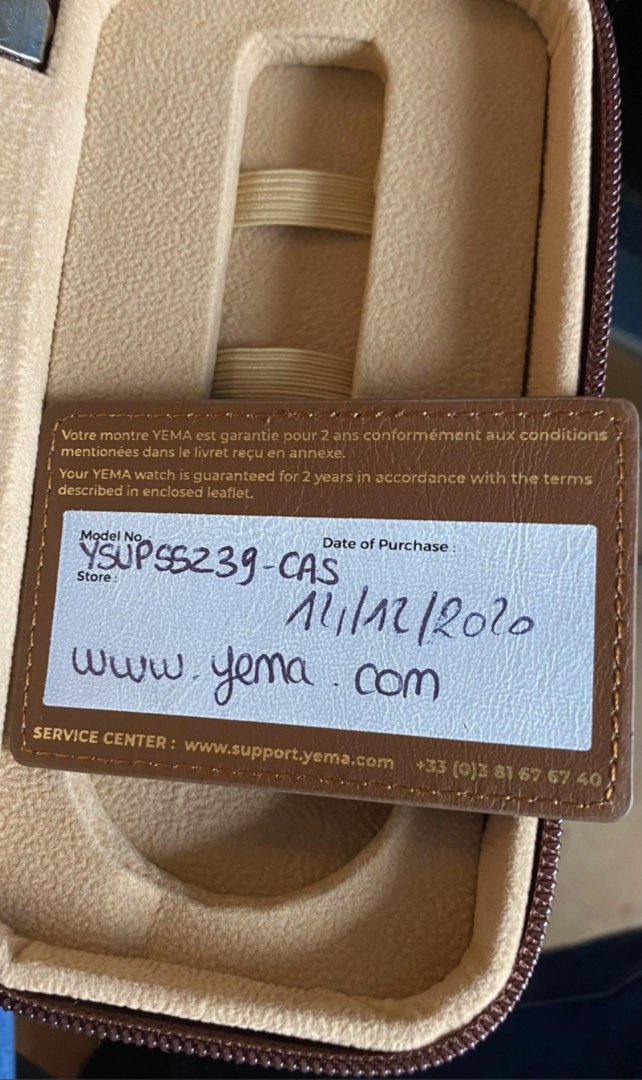 Votre montre YEMA est garantie pour 2 ans conformément aux conditions
mentionées dans le livret reçu en annexe.
Your YEMA watch is guaranteed for 2 years in accordance with the terms
described in enclosed leaflet.
Model No
Date of Purchase :
YSUPSSZ39-CAS
Store :
14/12/2020
www.yema.com
SERVICE CENTER : www.support.yema.com +33 (0)3 81 67 67 40